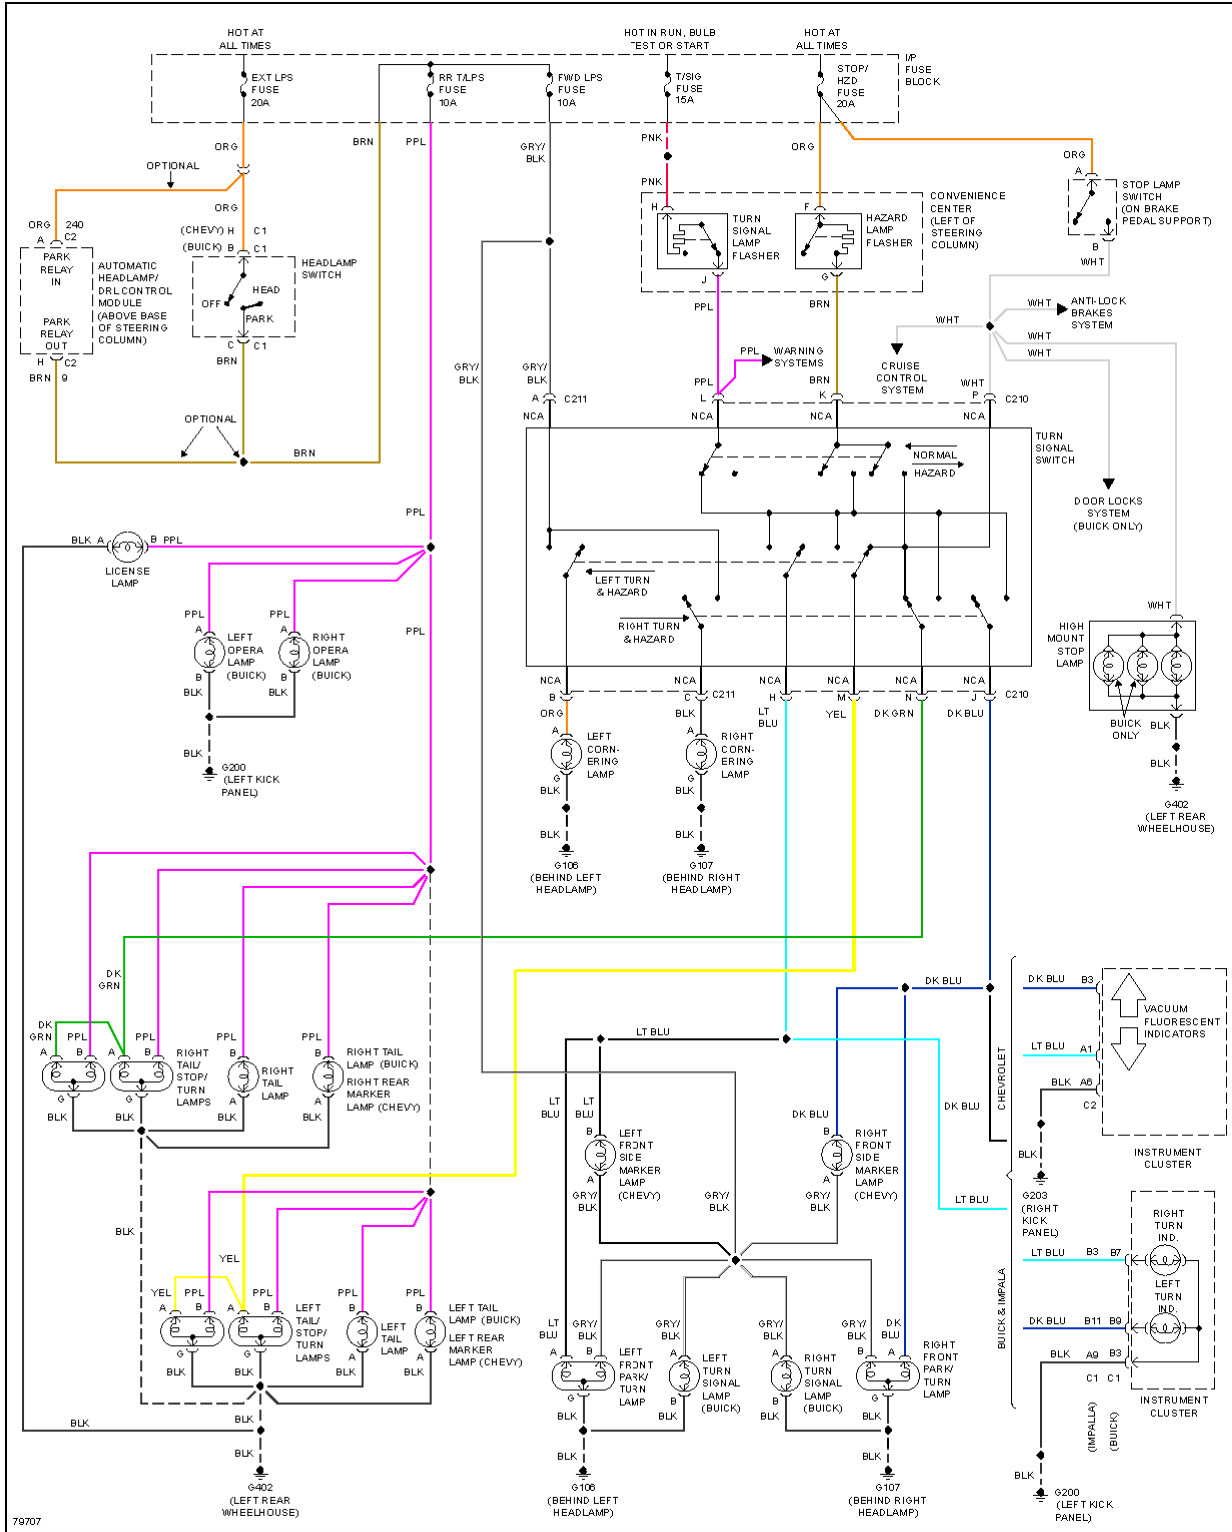 HOT AT
ALL TIMES
HOT IN RUN, BULB
TEST OR START
HOT AT
ALL TIMES
EXT LPS
FUSE
20A
RR T/LPS
FUSE
10A
FWD LPS
FUSE
10A
T/SIG
FUSE
15A
STOP/
HZD
FUSE
20A
I/P
FUSE
BLOCK
ORG
BRN
PPL
GRY/
BLK
PNK
ORG
ORG
OPTIONAL
PNK
A
STOP LAMP
SWITCH
(ON BRAKE
PEDAL SUPPORT)
B
WHT
ORG
ORG 240
A C2
(CHEVY) H C1
(BUICK) B C1
PARK
RELAY
IN
PARK
RELAY
OUT
AUTOMATIC
HEADLAMP/
DRL CONTROL
MODULE
(ABOVE BASE
OF STEERING
COLUMN)
HEADLAMP
SWITCH
OFF
HEAD
PARK
H C2
BRN 9
C C1
BRN
OPTIONAL
BRN
H
TURN
SIGNAL
LAMP
FLASHER
J
F
HAZARD
LAMP
FLASHER
G
CONVENIENCE
CENTER
(LEFT OF
STEERING
COLUMN)
PPL
BRN
WHT
WHT
ANTI-LOCK
BRAKES
SYSTEM
WHT
WHT
CRUISE
CONTROL
SYSTEM
PPL
WARNING
SYSTEMS
GRY/
BLK
GRY/
BLK
PPL
BRN
WHT
A C211
L
K
P C210
NCA
NCA
NCA
NCA
TURN
SIGNAL
SWITCH
NORMAL
HAZARD
DOOR LOCKS
SYSTEM
(BUICK ONLY)
LEFT TURN
& HAZARD
RIGHT TURN
& HAZARD
PPL
BLK A
B PPL
LICENSE
LAMP
PPL
PPL
PPL
A
A
LEFT
OPERA
LAMP
(BUICK)
RIGHT
OPERA
LAMP
(BUICK)
B
B
BLK
BLK
BLK
G200
(LEFT KICK
PANEL)
WHT
HIGH
MOUNT
STOP
LAMP
BUICK
ONLY
BLK
BLK
G402
(LEFT REAR
WHEELHOUSE)
NCA
NCA
NCA
NCA
NCA
NCA
B
C C211
H
M
N
J C210
ORG
BLK
LT
BLU
YEL
DK GRN
DK BLU
A
A
LEFT
CORN-
ERING
LAMP
RIGHT
CORN-
ERING
LAMP
G
G
BLK
BLK
BLK
BLK
G106
(BEHIND LEFT
HEADLAMP)
G107
(BEHIND RIGHT
HEADLAMP)
DK
GRN
DK
GRN
PPL
PPL
PPL
PPL
A
B
A
B
B
B
RIGHT
TAIL/
STOP/
TURN
LAMPS
RIGHT
TAIL
LAMP
RIGHT TAIL
LAMP (BUICK)
RIGHT REAR
MARKER
LAMP (CHEVY)
G
G
A
A
BLK
BLK
BLK
BLK
BLK
YEL
YEL
PPL
PPL
PPL
PPL
A
B
A
B
B
B
LEFT
TAIL/
STOP/
TURN
LAMPS
LEFT
TAIL
LAMP
LEFT TAIL
LAMP (BUICK)
LEFT REAR
MARKER
LAMP (CHEVY)
G
G
A
A
BLK
BLK
BLK
BLK
BLK
BLK
BLK
G402
(LEFT REAR
WHEELHOUSE)
79707
LT BLU
LT
BLU
LT
BLU
DK BLU
DK BLU
DK BLU
B
B
LEFT
FRONT
SIDE
MARKER
LAMP
(CHEVY)
RIGHT
FRONT
SIDE
MARKER
LAMP
(CHEVY)
A
A
GRY/
BLK
GRY/
BLK
GRY/
BLK
LT BLU
LT
BLU
GRY/
BLK
GRY/
BLK
GRY/
BLK
GRY/
BLK
DK
BLU
A
B
A
A
B
A
LEFT
FRONT
PARK/
TURN
LAMP
LEFT
TURN
SIGNAL
LAMP
(BUICK)
RIGHT
TURN
SIGNAL
LAMP
(BUICK)
RIGHT
FRONT
PARK/
TURN
LAMP
G
B
B
G
BLK
BLK
BLK
BLK
BLK
BLK
G106
(BEHIND LEFT
HEADLAMP)
G107
(BEHIND RIGHT
HEADLAMP)
CHEVROLET
DK BLU B3
LT BLU A1
BLK A6
C2
VACUUM
FLUORESCENT
INDICATORS
BLK
INSTRUMENT
CLUSTER
G203
(RIGHT
KICK
PANEL)
BUICK & IMPALA
RIGHT
TURN
IND.
LT BLU B3 B7
LEFT
TURN
IND.
DK BLU B11 B9
BLK A9 B3
C1 C1
(IMPALLA)
(BUICK)
INSTRUMENT
CLUSTER
BLK
G200
(LEFT KICK
PANEL)